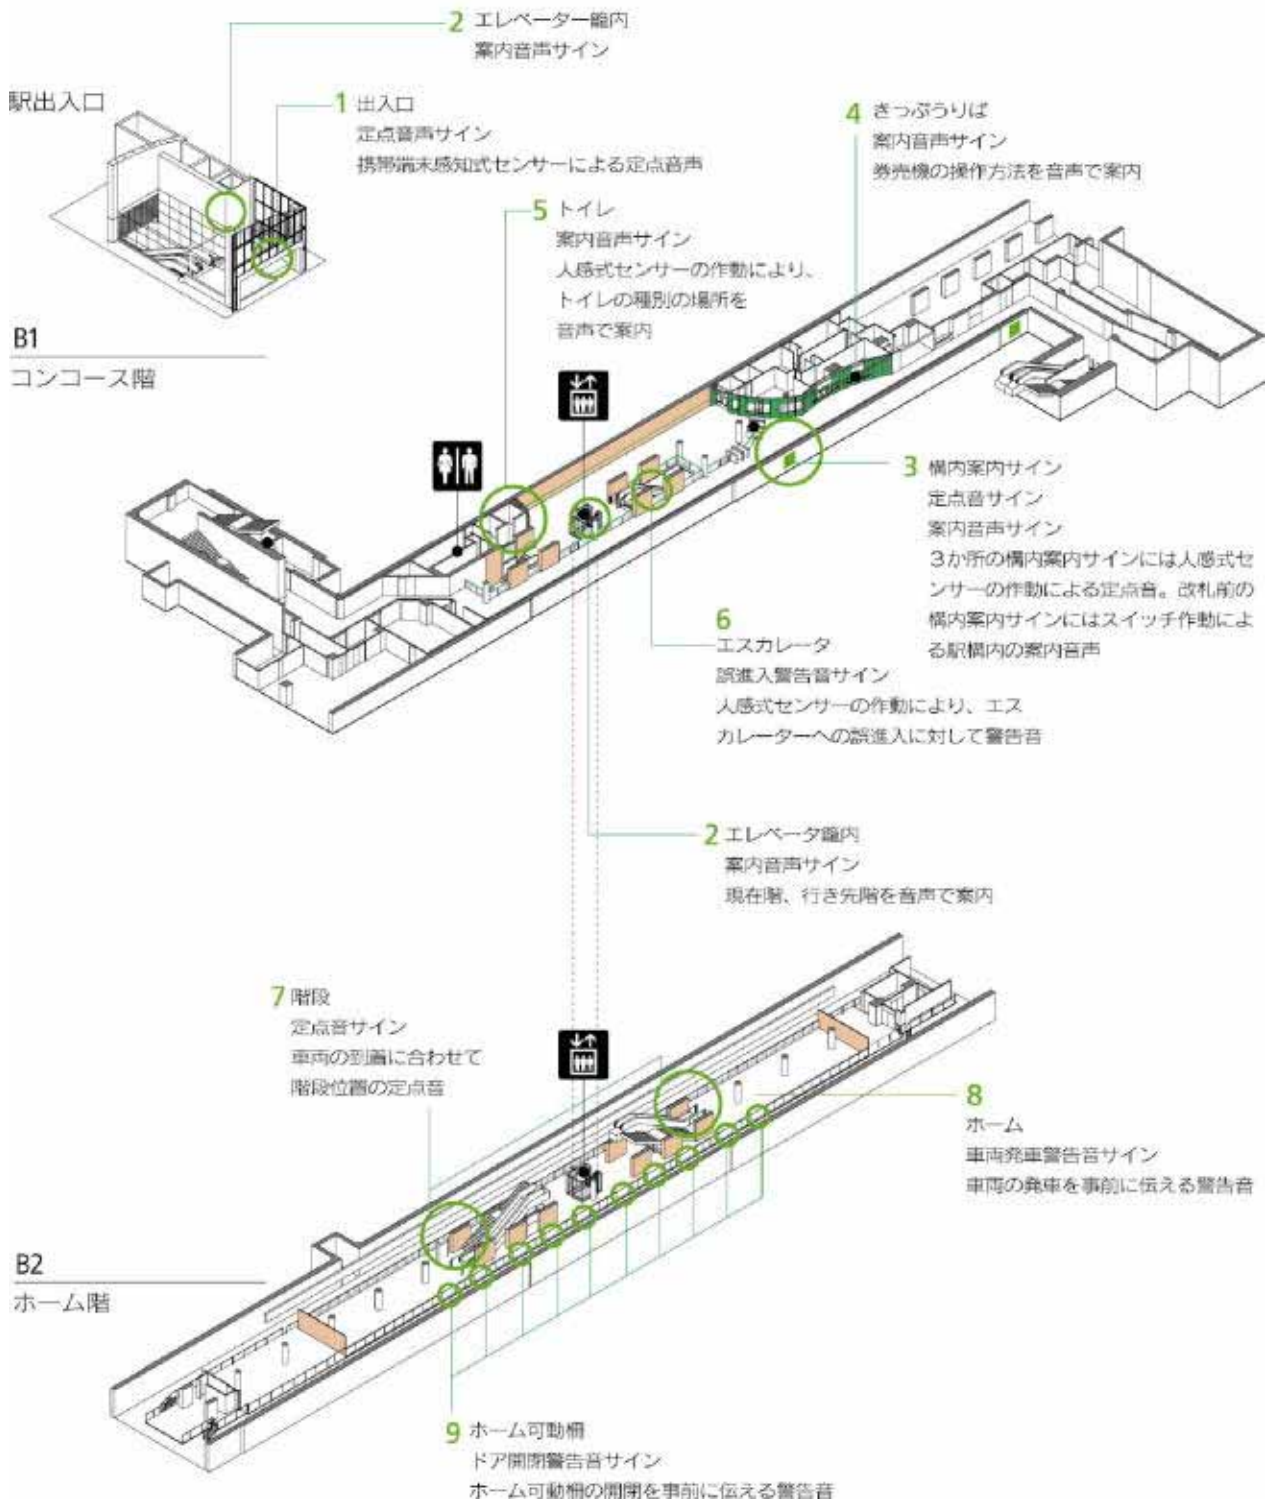 2 エレベーター籠内
案内音声サイン
駅出入口
1 出入口
定点音声サイン
携帯端末感知式センサーによる定点音声
4 きっぷうりば
案内音声サイン
券売機の操作方法を音声で案内
5 トイレ
案内音声サイン
人感式センサーの作動により、
トイレの種別の場所を
音声で案内
B1
コンコース階
3 構内案内サイン
定点音サイン
案内音声サイン
3か所の構内案内サインには人感式セ
ンサーの作動による定点音。改札前の
構内案内サインにはスイッチ作動によ
る駅構内の案内音声
6
エスカレータ
誤進入警告音サイン
人感式センサーの作動により、エス
カレーターへの誤進入に対して警告音
2 エレベータ籠内
案内音声サイン
現在階、行き先階を音声で案内
7 階段
定点音サイン
車両の到着に合わせて
階段位置の定点音
8
ホーム
車両発車警告音サイン
車両の発車を事前に伝える警告音
B2
ホーム階
9 ホーム可動柵
ドア開閉警告音サイン
ホーム可動柵の開閉を事前に伝える警告音